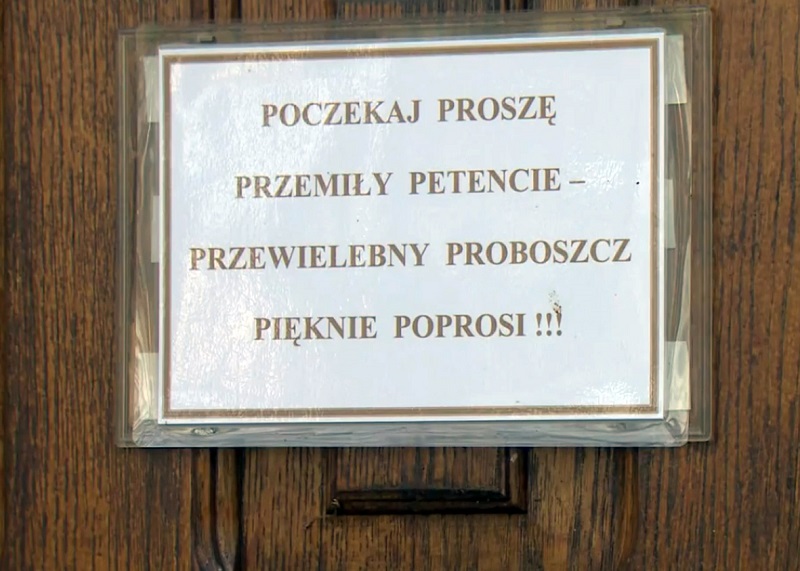 POCZEKAJ PROSZĘ
PRZEMIŁY PETENCIE –
PRZEWIELEBNY PROBOSZCZ
PIĘKNIE POPROSI !!!